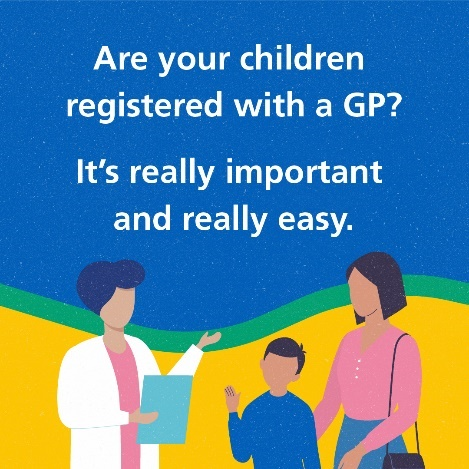 Are your children
registered with a GP?
It's really important
and really easy.